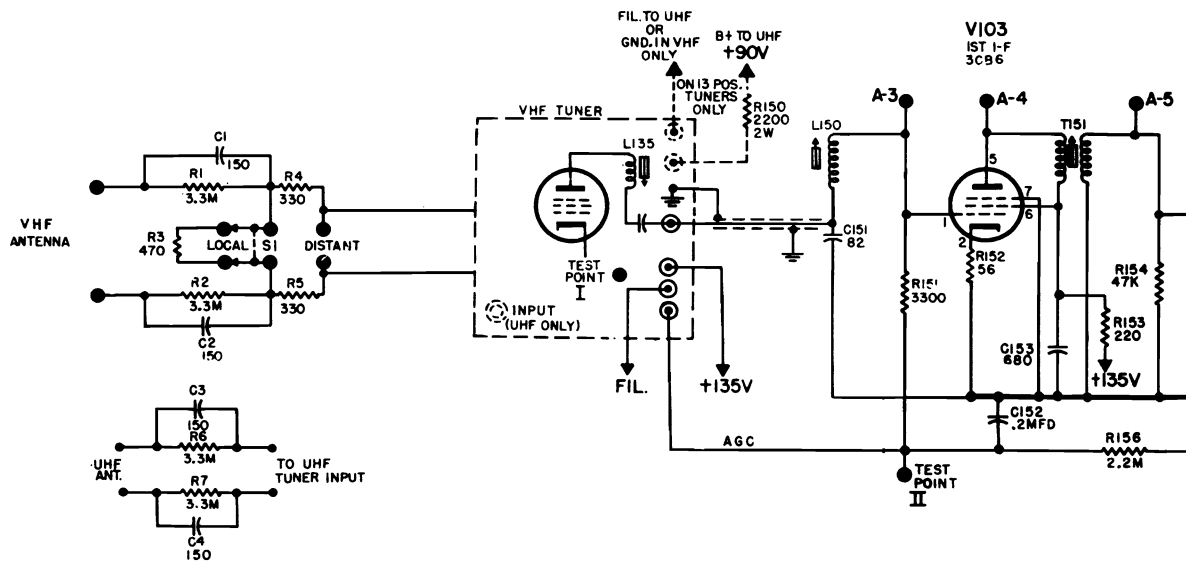 FIL. TO UHF
OR
GND. IN VHF
ONLY
B+ TO UHF
+90V
V103
1ST I-F
3CB6
ON 13 POS.
TUNERS
ONLY
R150
2200
2W
A-3
A-4
A-5
VHF TUNER
L135
L150
T151
C1
150
R1
3.3M
R4
330
5
7
6
1
2
VHF
ANTENNA
R3
470
LOCAL
S1
DISTANT
C151
82
R152
56
TEST
POINT
I
R2
3.3M
R5
330
R151
3300
R154
47K
R153
220
INPUT
(UHF ONLY)
C2
150
C153
680
+135V
FIL.
+135V
C3
150
R6
3.3M
C152
.2MFD
AGC
R156
2.2M
UHF
ANT.
TO UHF
TUNER INPUT
R7
3.3M
TEST
POINT
II
C4
150